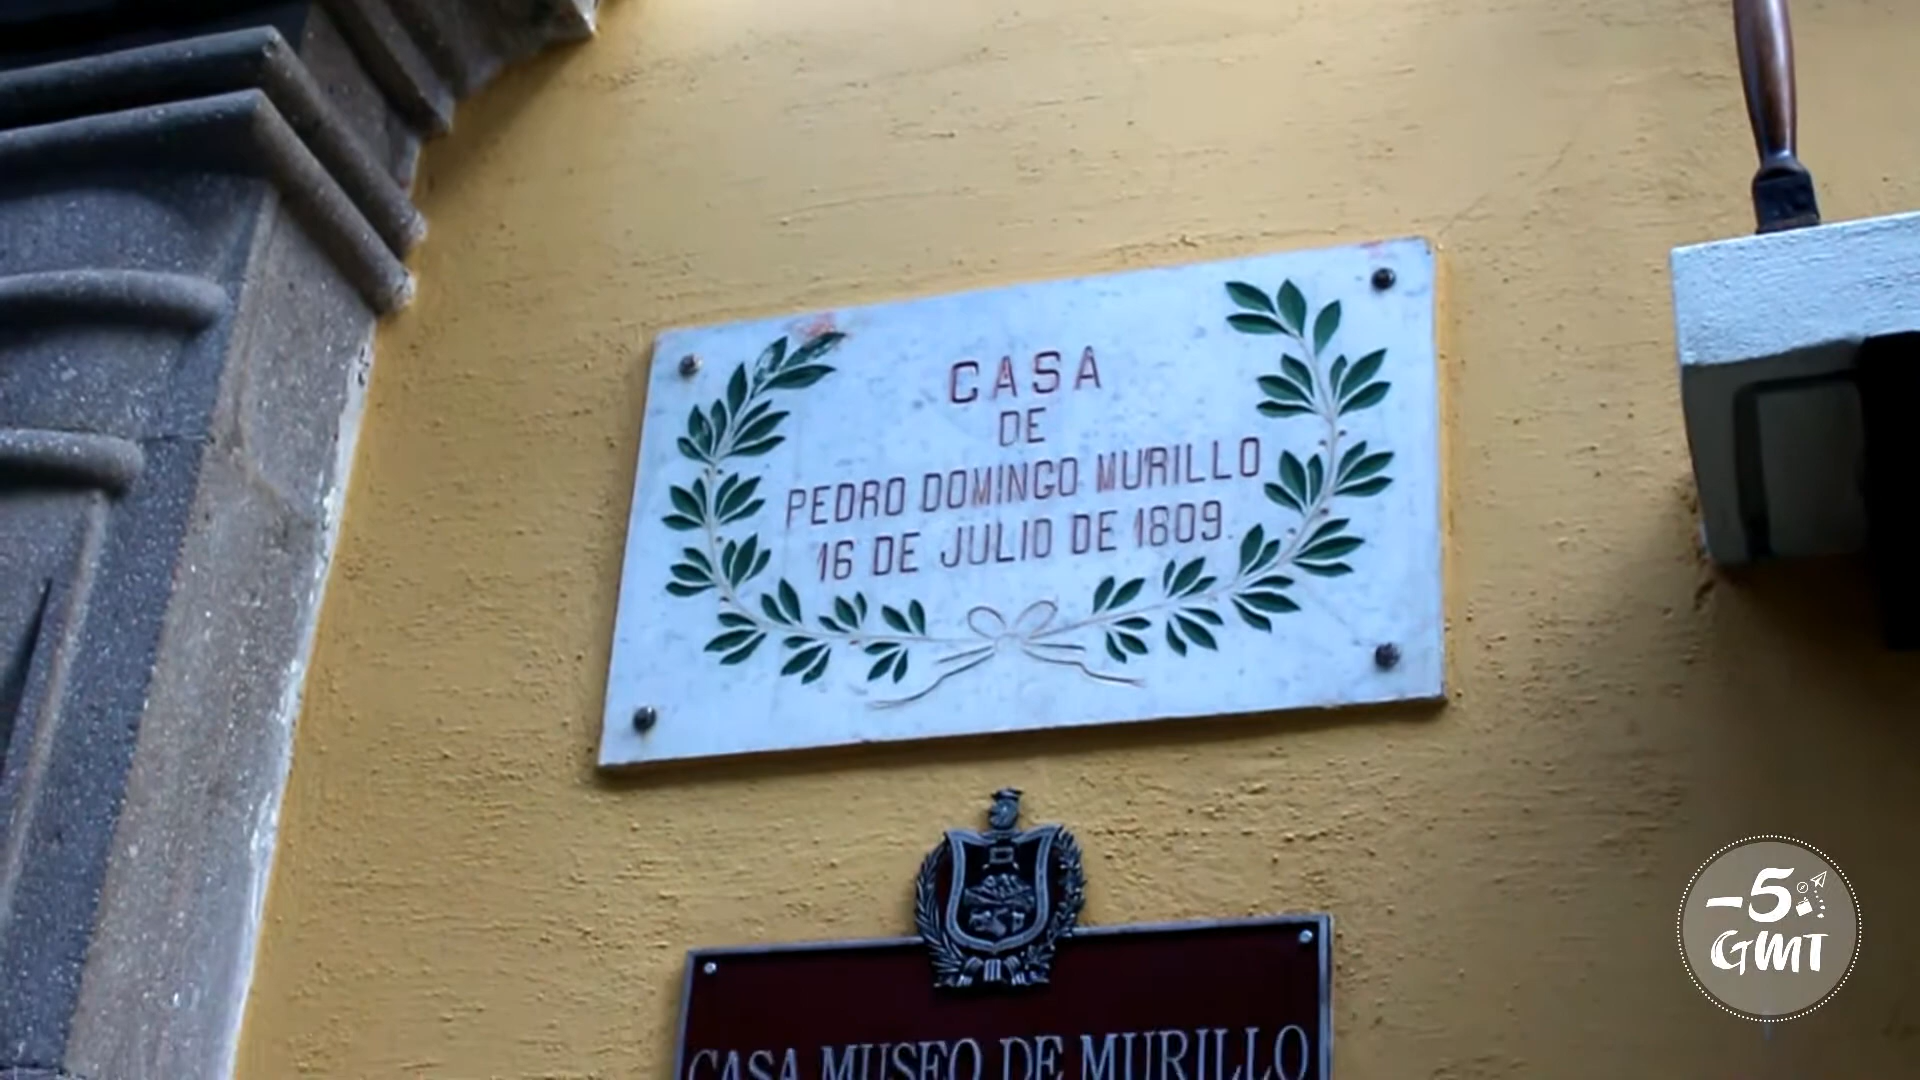 CASA
DE
PEDRO DOMINGO MURILLO
16 DE JULIO DE 1809.
CASA MUSEO DE MURILLO
-5
GMT